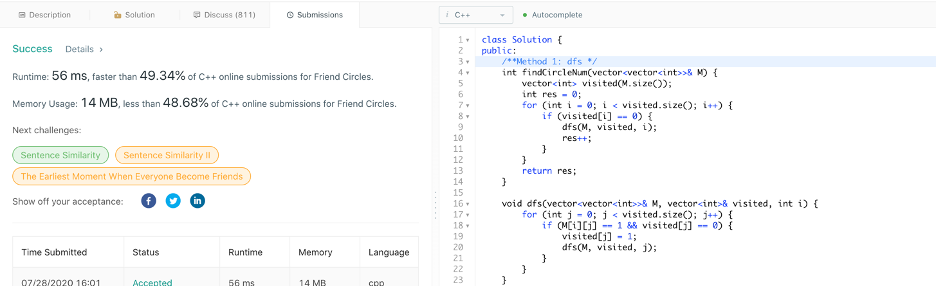 Description
Solution
Discuss (811)
Submissions
Success Details >
Runtime: 56 ms, faster than 49.34% of C++ online submissions for Friend Circles.
Memory Usage: 14 MB, less than 48.68% of C++ online submissions for Friend Circles.
Next challenges:
Sentence Similarity Sentence Similarity II
The Earliest Moment When Everyone Become Friends
Show off your acceptance:
Time Submitted Status Runtime Memory Language
07/28/2020 16:01 Accepted 56 ms 14 MB cpp
i C++ Autocomplete
1 class Solution {
2 public:
3 /**Method 1: dfs */
4 int findCircleNum(vector<vector<int>>& M) {
5 vector<int> visited(M.size());
6 int res = 0;
7 for (int i = 0; i < visited.size(); i++) {
8 if (visited[i] == 0) {
9 dfs(M, visited, i);
10 res++;
11 }
12 }
13 return res;
14 }
15
16 void dfs(vector<vector<int>>& M, vector<int>& visited, int i) {
17 for (int j = 0; j < visited.size(); j++) {
18 if (M[i][j] == 1 && visited[j] == 0) {
19 visited[j] = 1;
20 dfs(M, visited, j);
21 }
22 }
23 }